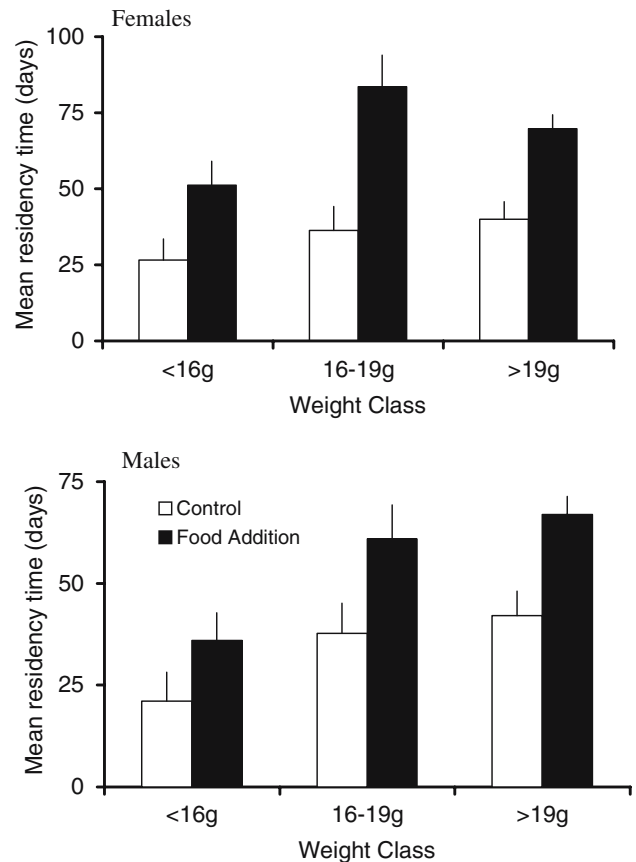 Females
Mean residency time (days)
100
75
50
25
0
<16g 16-19g >19g
Weight Class
Males
Mean residency time (days)
75
50
25
0
Control
Food Addition
<16g 16-19g >19g
Weight Class